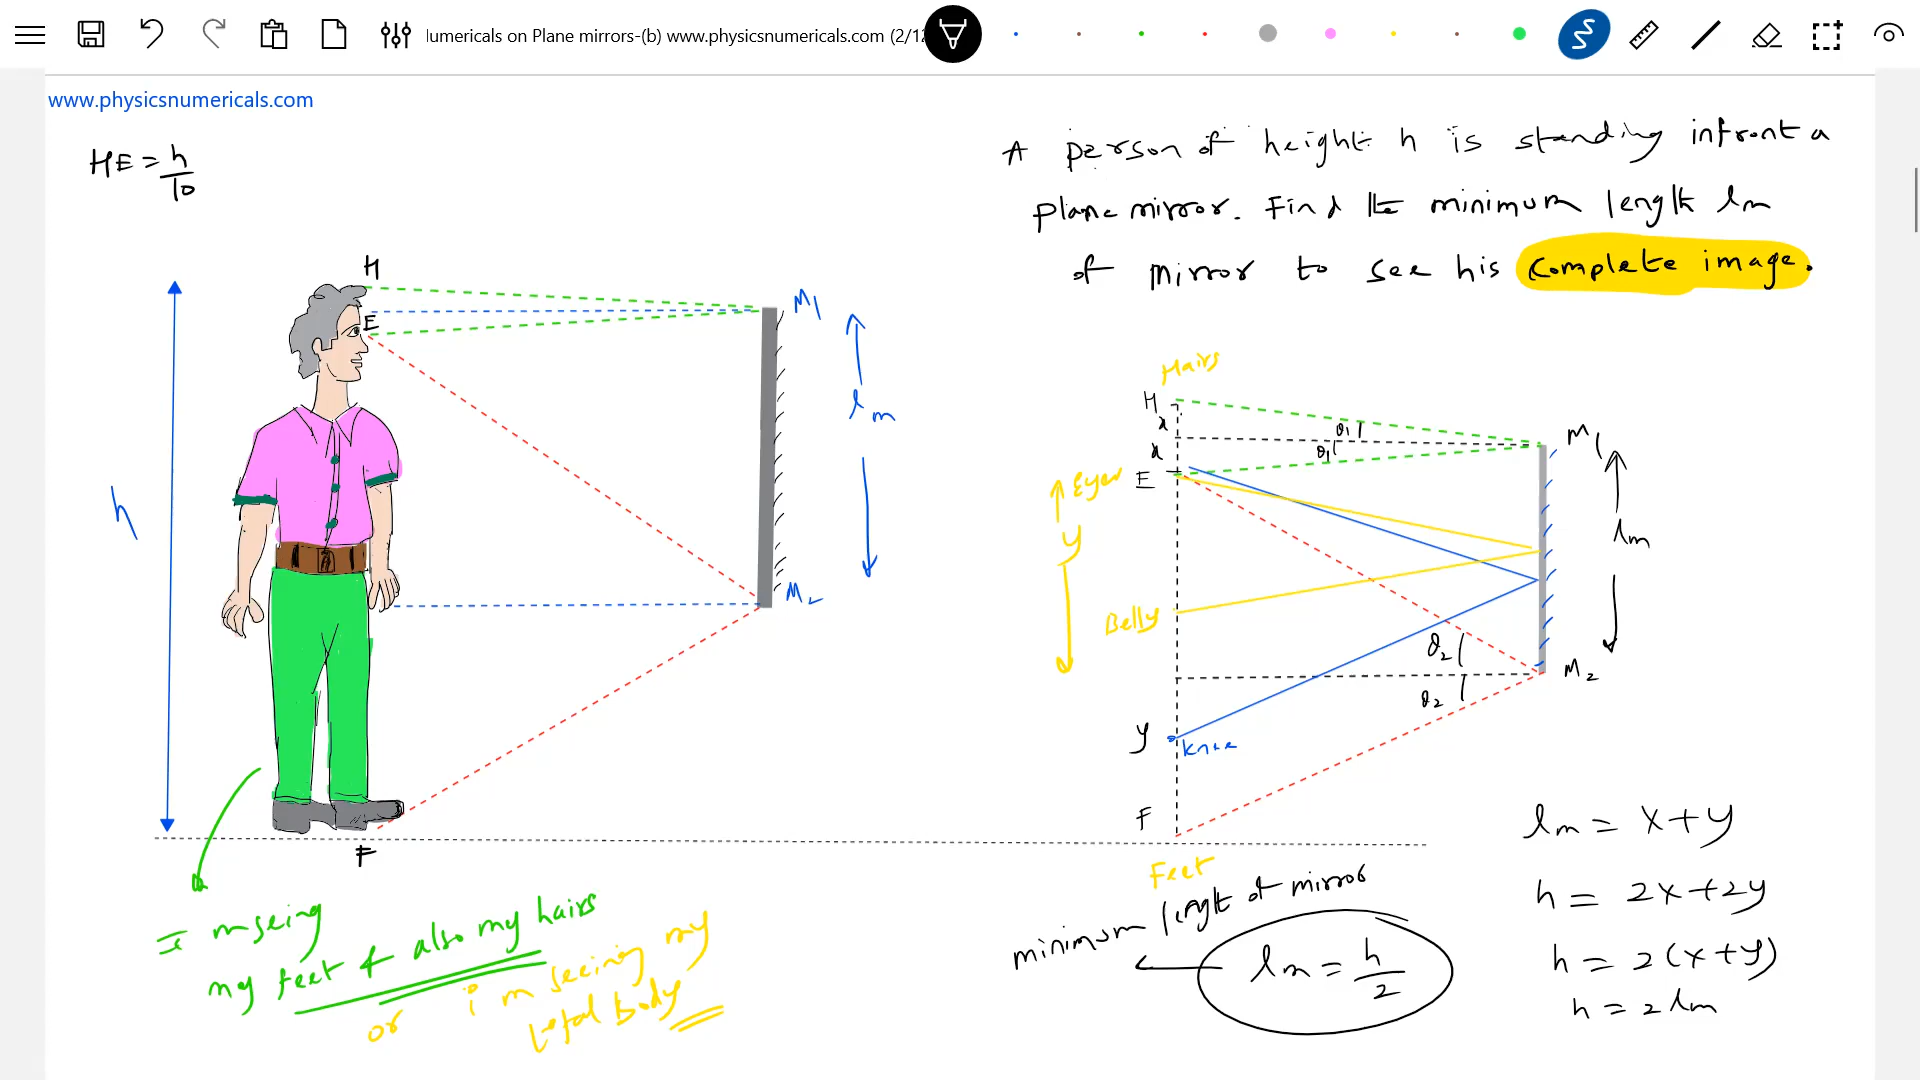 lumericals on Plane mirrors-(b) www.physicsnumericals.com (2/12
www.physicsnumericals.com
HE = h/10
A person of height h is standing infront a
plane mirror. Find the minimum length lm
of mirror to see his complete image.
H
E
M1
lm
M2
h
F
Hairs
H
x
x
Eyes
E
y
Belly
y
Knee
F
Feet
θ1
θ1
θ2
θ2
M1
lm
M2
I m seing
my feet & also my hairs
or i m seeing my
total Body
minimum length of mirror
lm = h/2
lm = x+y
h = 2x+2y
h = 2(x+y)
h = 2lm